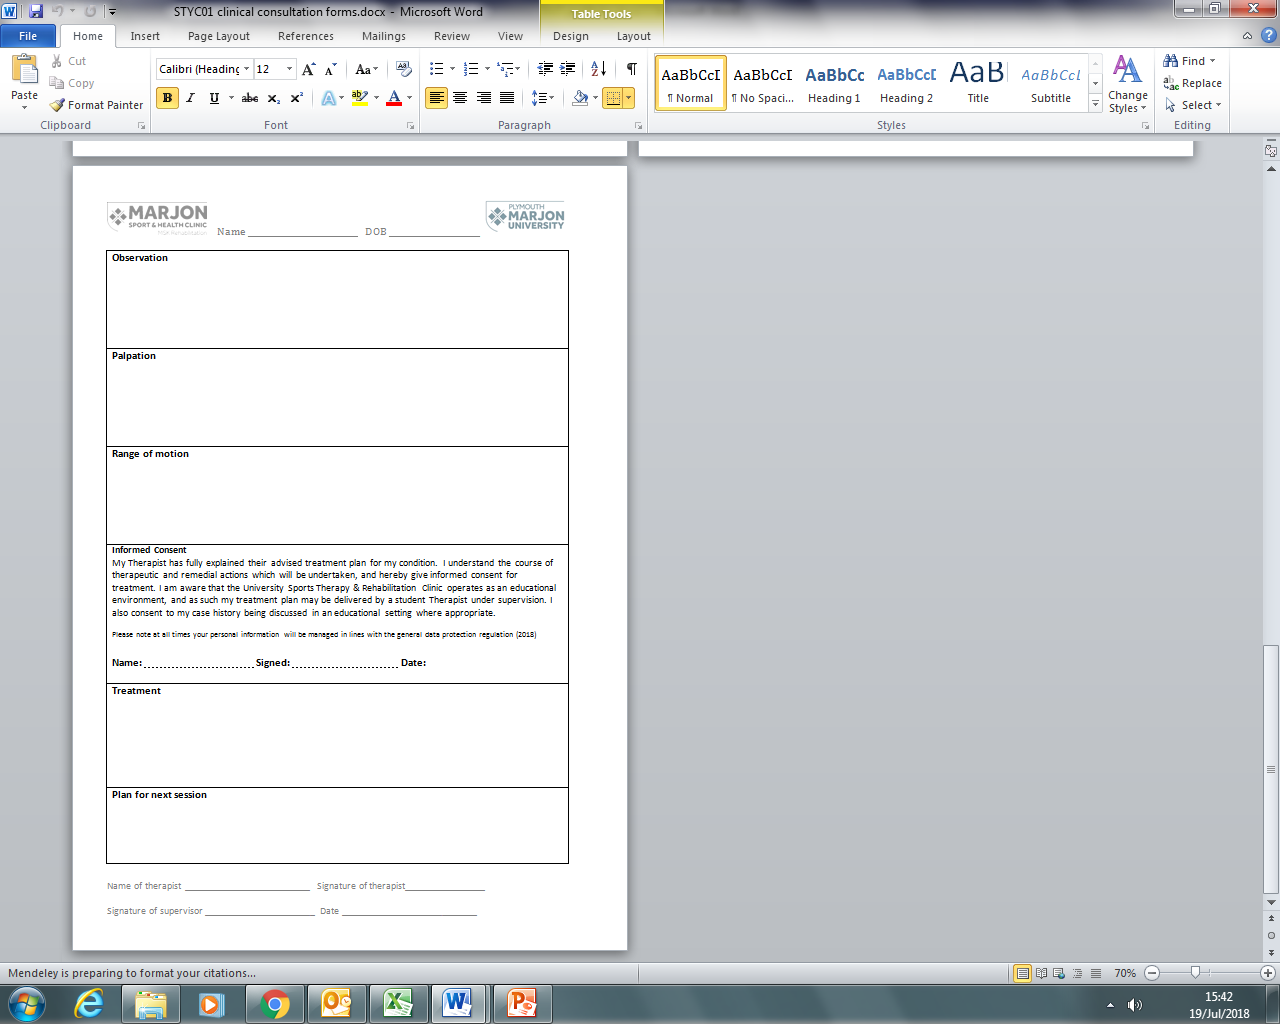 STYC01 clinical consultation forms.docx - Microsoft Word
Table Tools
File Home Insert Page Layout References Mailings Review View Design Layout
Paste
Cut
Copy
Format Painter
Clipboard
Calibri (Heading 12
Font
Paragraph
AaBbCcI AaBbCcI AaBbCc AaBbCcD AaB AaBbCcL
¶ Normal ¶ No Spaci... Heading 1 Heading 2 Title Subtitle
Change
Styles
Styles
Find
Replace
Select
Editing
MARJON
SPORT & HEALTH CLINIC
Name ____________________ DOB ________________
PLYMOUTH
MARJON
UNIVERSITY
Observation
Palpation
Range of motion
Informed Consent
My Therapist has fully explained their advised treatment plan for my condition. I understand the course of
therapeutic and remedial actions which will be undertaken, and hereby give informed consent for
treatment. I am aware that the University Sports Therapy & Rehabilitation Clinic operates as an educational
environment, and as such my treatment plan may be delivered by a student Therapist under supervision. I
also consent to my case history being discussed in an educational setting where appropriate.
Please note at all times your personal information will be managed in lines with the general data protection regulation (2018)
Name: ............................ Signed: ............................ Date:
Treatment
Plan for next session
Name of therapist _________________________ Signature of therapist________________
Signature of supervisor ______________________ Date ___________________________
Mendeley is preparing to format your citations...
70%
15:42
19/Jul/2018